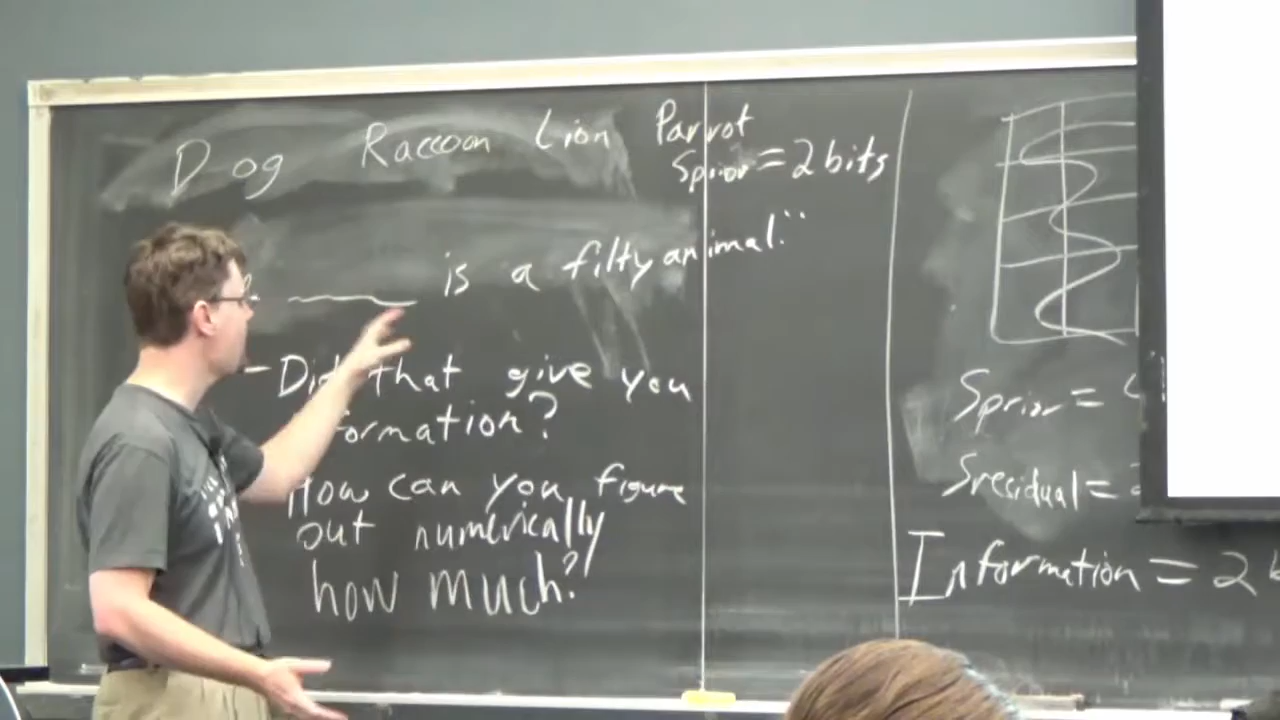 Dog Raccoon Lion Parrot
Sprior = 2 bits
is a filty animal."
- Did that give you
formation?
How can you figure
out numerically
how much?
Sprior =
Sresidual =
Information = 2 b